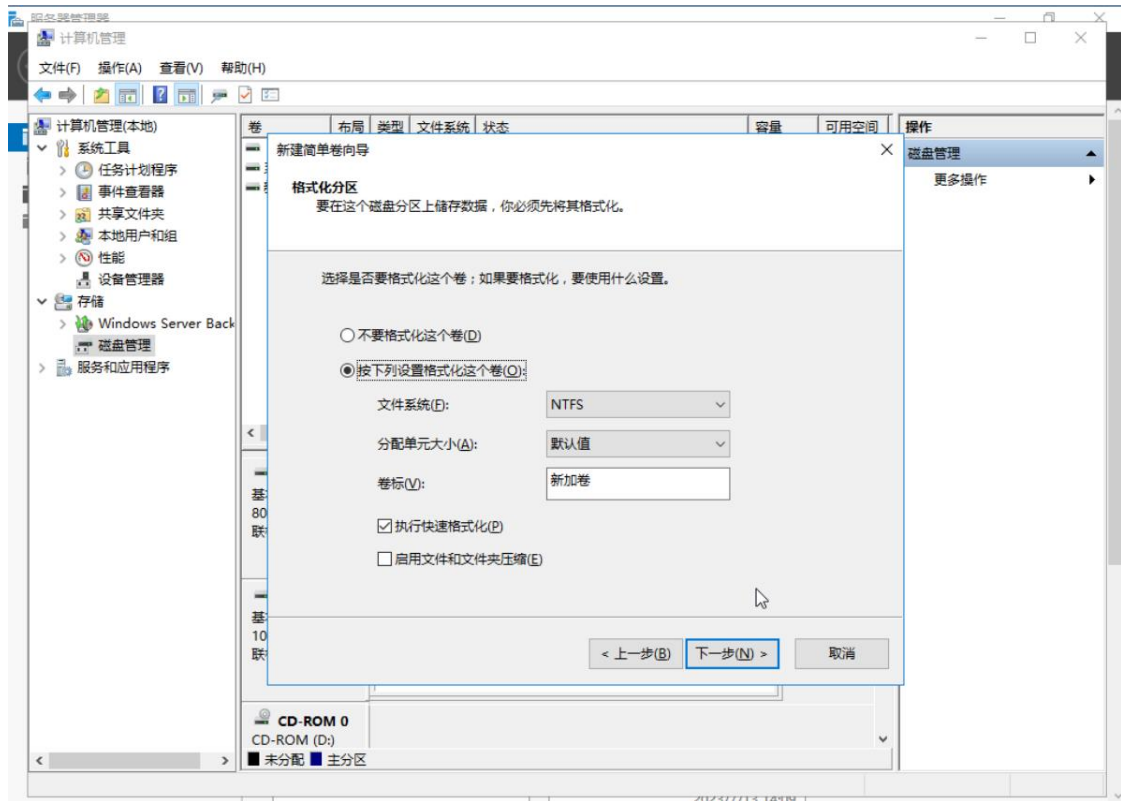 服务器管理器
计算机管理
文件(F) 操作(A) 查看(V) 帮助(H)
计算机管理(本地)
系统工具
任务计划程序
事件查看器
共享文件夹
本地用户和组
性能
设备管理器
存储
Windows Server Back
磁盘管理
服务和应用程序
卷 布局 类型 文件系统 状态 容量 可用空间
操作
磁盘管理
更多操作
新建简单卷向导
格式化分区
要在这个磁盘分区上储存数据，你必须先将其格式化。
选择是否要格式化这个卷；如果要格式化，要使用什么设置。
不要格式化这个卷(D)
按下列设置格式化这个卷(O):
文件系统(F): NTFS
分配单元大小(A): 默认值
卷标(V): 新加卷
执行快速格式化(P)
启用文件和文件夹压缩(E)
< 上一步(B) 下一步(N) > 取消
基
80
联
基
10
联
CD-ROM 0
CD-ROM (D:)
未分配 主分区